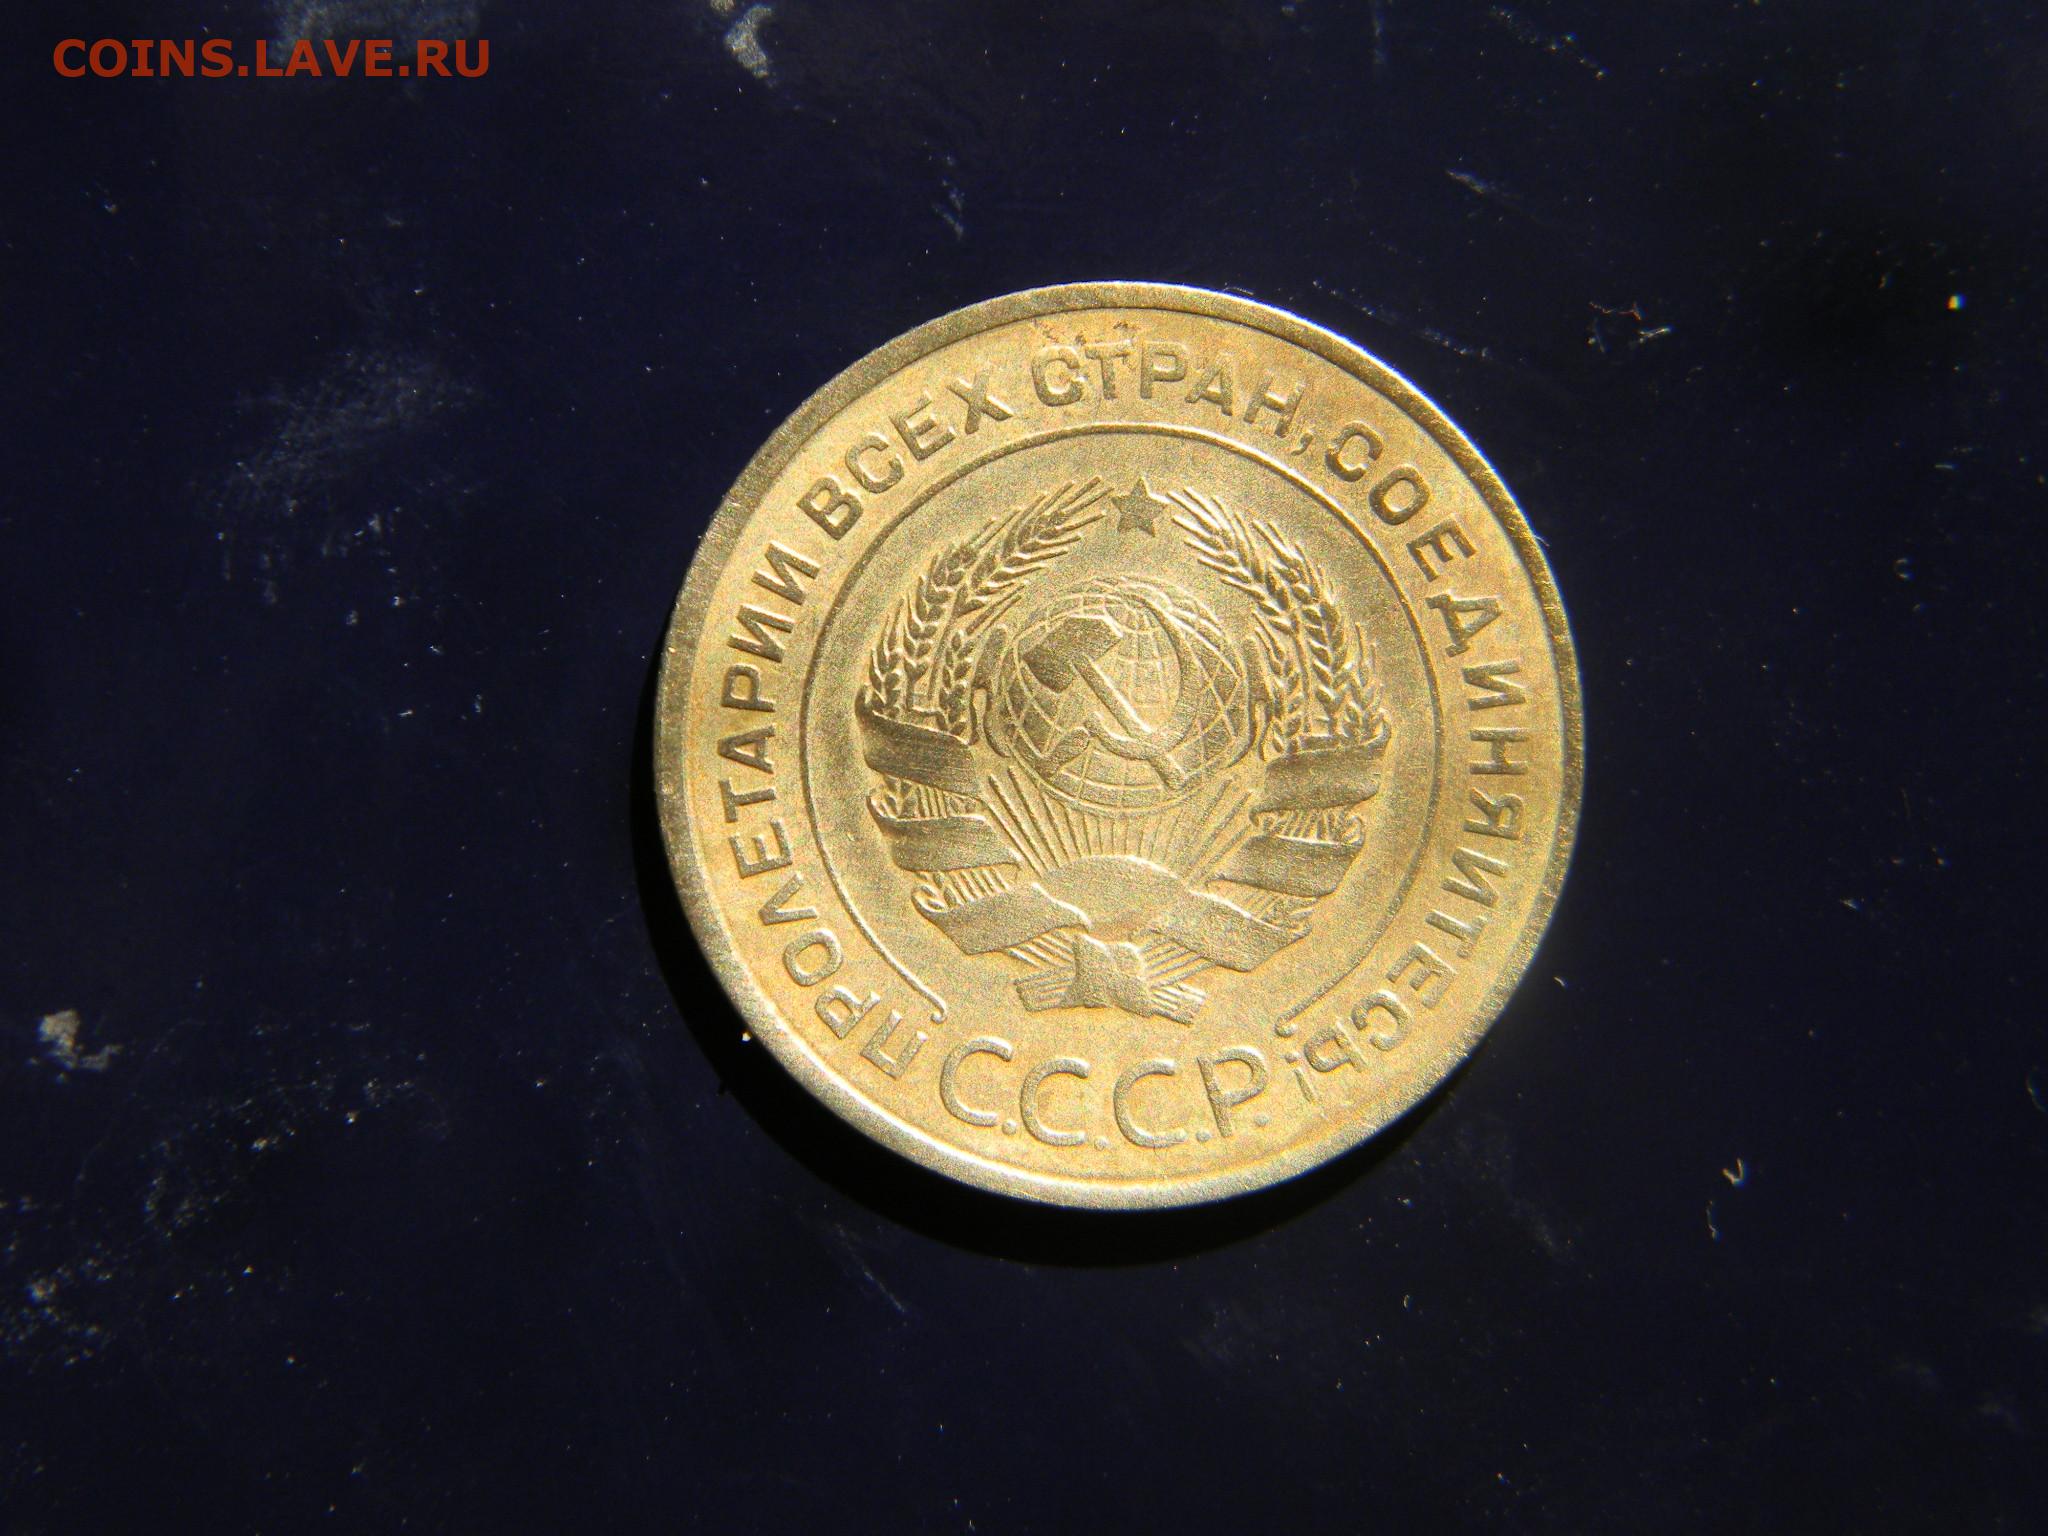 COINS.LAVE.RU
ПРОЛЕТАРИИ ВСЕХ СТРАН, СОЕДИНЯЙТЕСЬ!
С.С.С.Р.